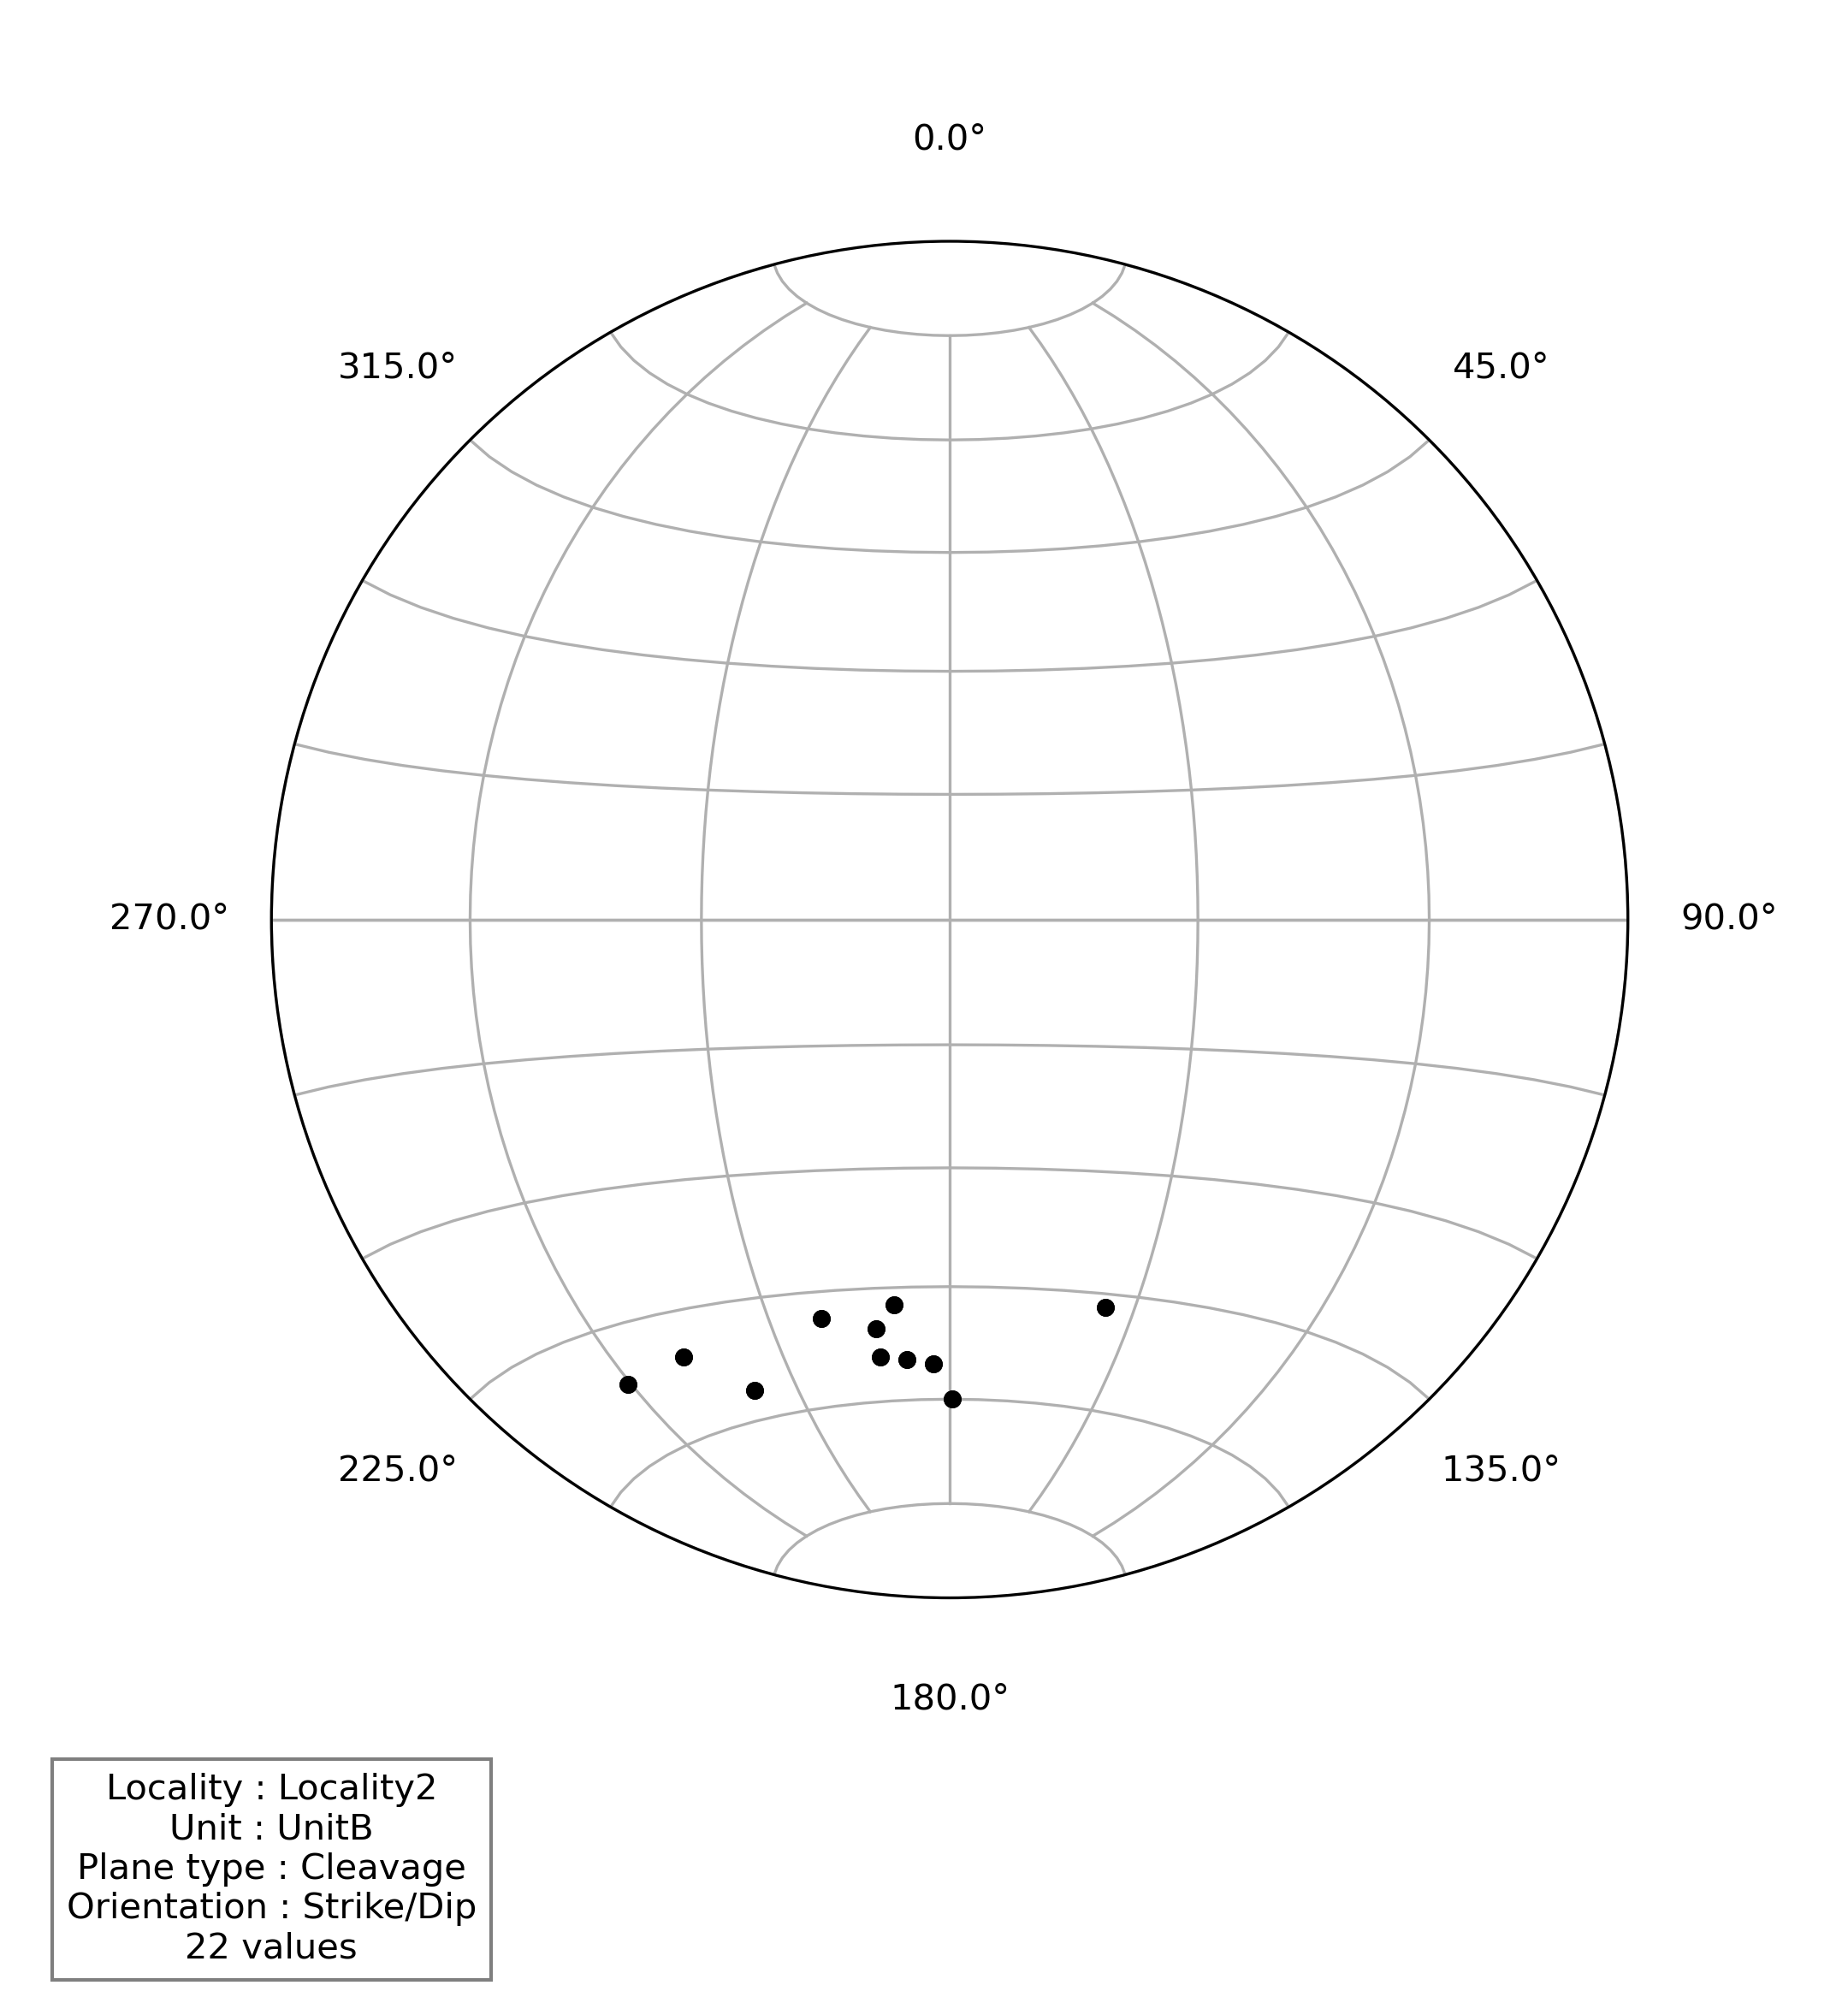 0.0°
315.0°
45.0°
270.0°
90.0°
225.0°
135.0°
180.0°
Locality : Locality2
Unit : UnitB
Plane type : Cleavage
Orientation : Strike/Dip
22 values